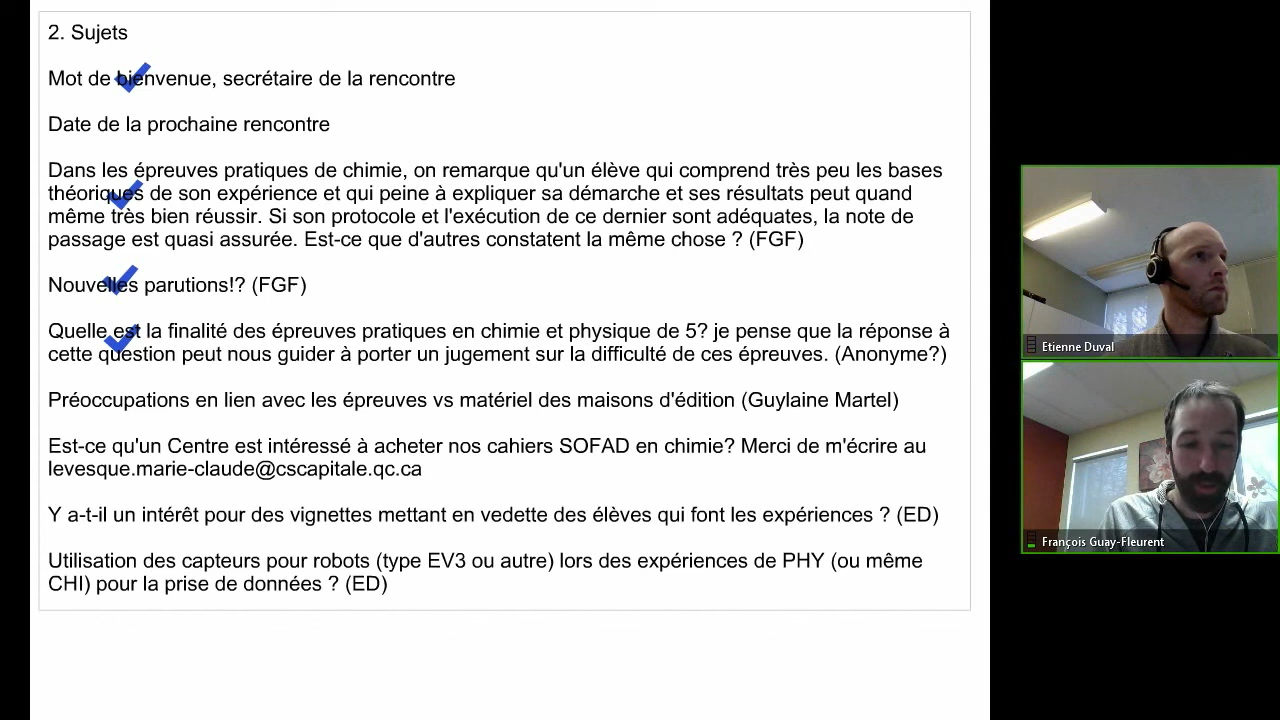 2. Sujets
Mot de bienvenue, secrétaire de la rencontre
Date de la prochaine rencontre
Dans les épreuves pratiques de chimie, on remarque qu'un élève qui comprend très peu les bases
théoriques de son expérience et qui peine à expliquer sa démarche et ses résultats peut quand
même très bien réussir. Si son protocole et l'exécution de ce dernier sont adéquates, la note de
passage est quasi assurée. Est-ce que d'autres constatent la même chose ? (FGF)
Nouvelles parutions!? (FGF)
Quelle est la finalité des épreuves pratiques en chimie et physique de 5? je pense que la réponse à
cette question peut nous guider à porter un jugement sur la difficulté de ces épreuves. (Anonyme?)
Préoccupations en lien avec les épreuves vs matériel des maisons d'édition (Guylaine Martel)
Est-ce qu'un Centre est intéressé à acheter nos cahiers SOFAD en chimie? Merci de m'écrire au
levesque.marie-claude@cscapitale.qc.ca
Y a-t-il un intérêt pour des vignettes mettant en vedette des élèves qui font les expériences ? (ED)
Utilisation des capteurs pour robots (type EV3 ou autre) lors des expériences de PHY (ou même
CHI) pour la prise de données ? (ED)
Etienne Duval
François Guay-Fleurent